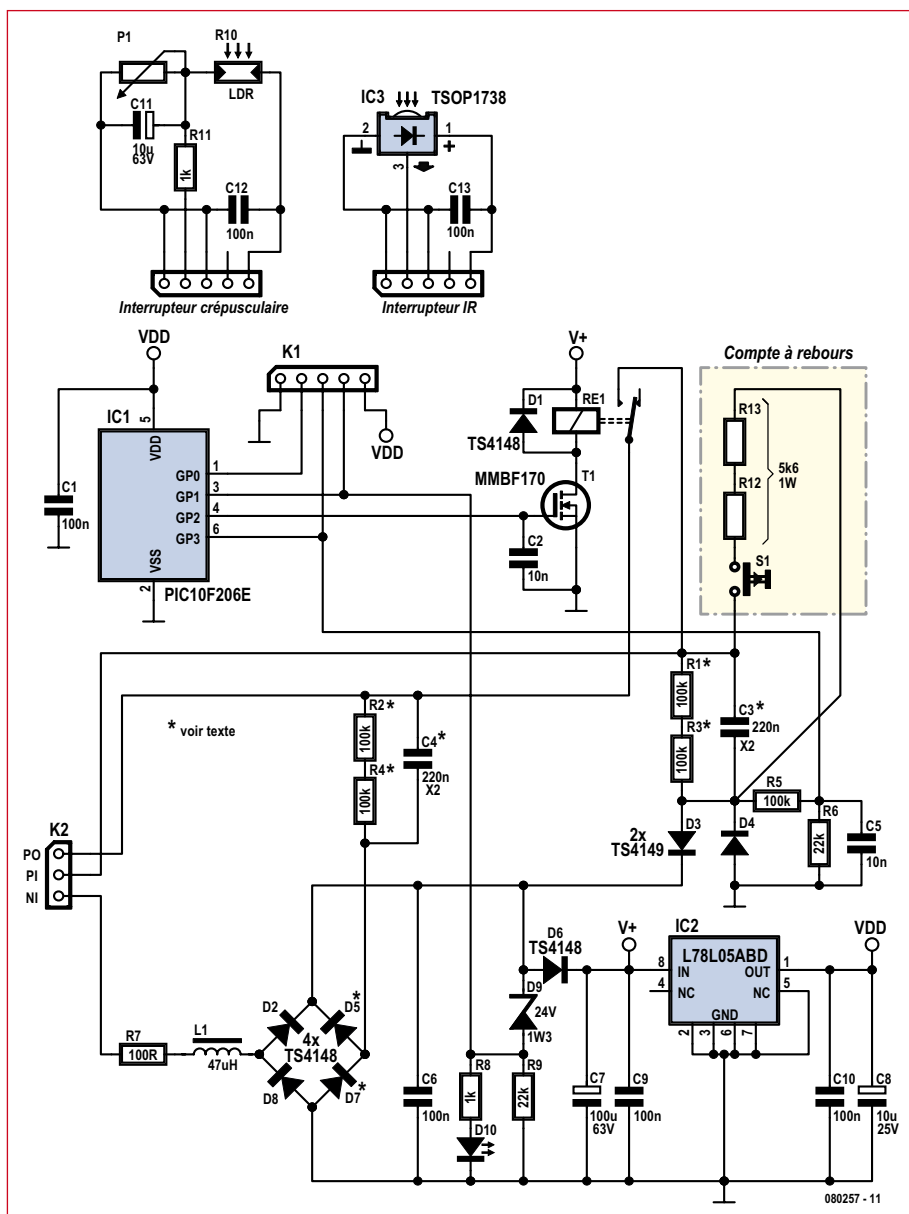 P1
R10
LDR
C11
10u
63V
R11
1k
C12
100n
Interrupteur crépusculaire
IC3
TSOP1738
2
1
+
3
C13
100n
Interrupteur IR
VDD
K1
VDD
IC1
5
VDD
GP0
1
GP1
3
GP2
4
GP3
6
VSS
2
PIC10F206E
C1
100n
V+
D1
RE1
TS4148
MMBF170
T1
C2
10n
Compte à rebours
R13
R12
5k6
1W
S1
* voir texte
R2*
100k
R4*
100k
C4*
220n
X2
R1*
100k
R3*
100k
C3*
220n
X2
R5
100k
R6
22k
C5
10n
D3
2x
TS4149
D4
K2
PO
PI
NI
R7
100R
L1
47uH
D2
D5*
4x
TS4148
D8
D7*
C6
100n
D6
TS4148
D9
24V
1W3
R8
1k
R9
22k
D10
C7
100u
63V
C9
100n
V+
IC2
L78L05ABD
8
IN
OUT
1
4
NC
NC
5
GND
2
3
6
7
VDD
C10
100n
C8
10u
25V
080257 - 11